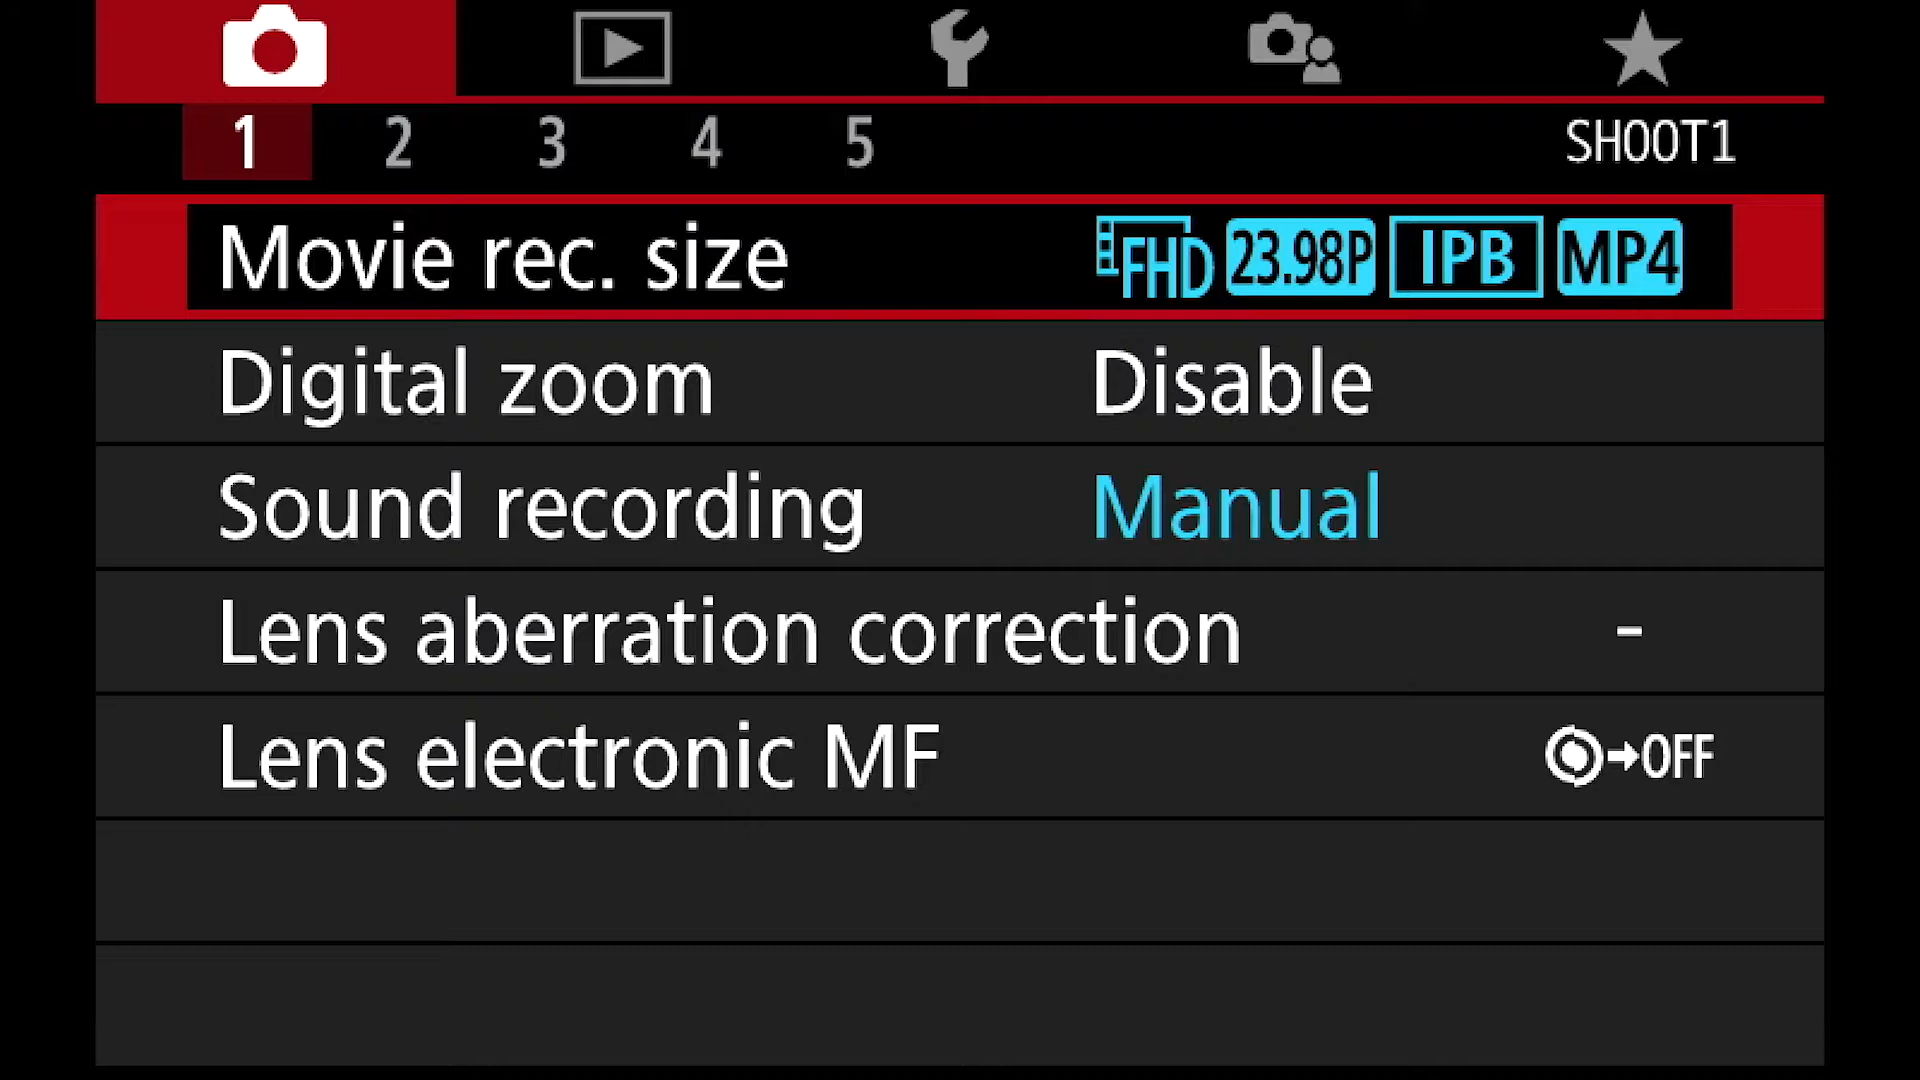 1 2 3 4 5 SHOOT1
Movie rec. size FHD 23.98P IPB MP4
Digital zoom Disable
Sound recording Manual
Lens aberration correction -
Lens electronic MF →OFF